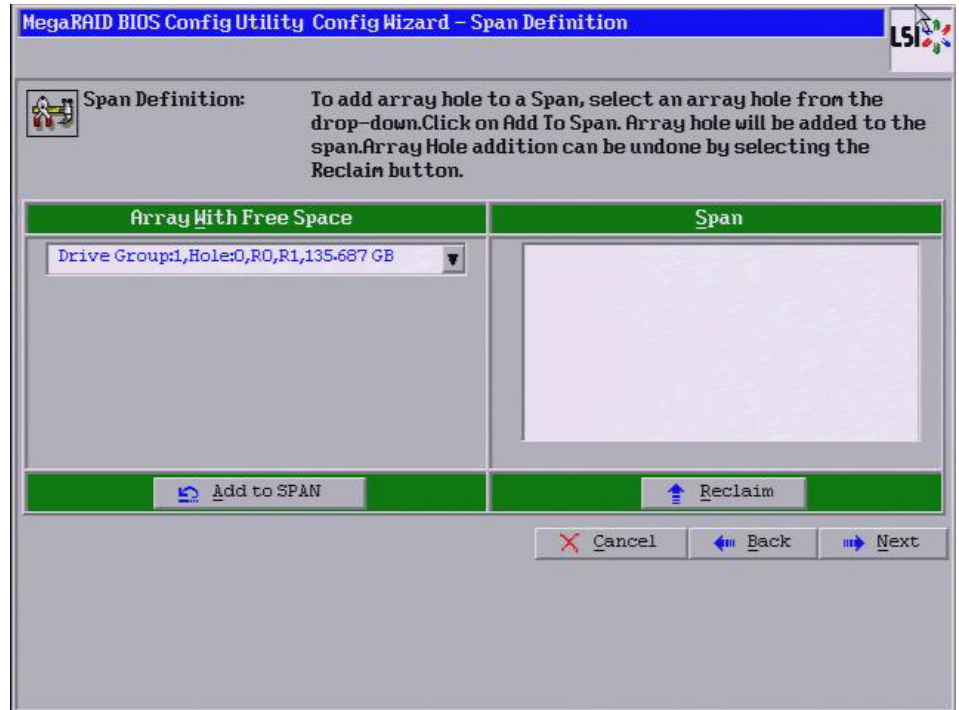 MegaRAID BIOS Config Utility Config Wizard – Span Definition
LSI
Span Definition:
To add array hole to a Span, select an array hole from the
drop-down.Click on Add To Span. Array hole will be added to the
span.Array Hole addition can be undone by selecting the
Reclaim button.
Array With Free Space
Span
Drive Group:1,Hole:0,R0,R1,135.687 GB
Add to SPAN
Reclaim
Cancel
Back
Next